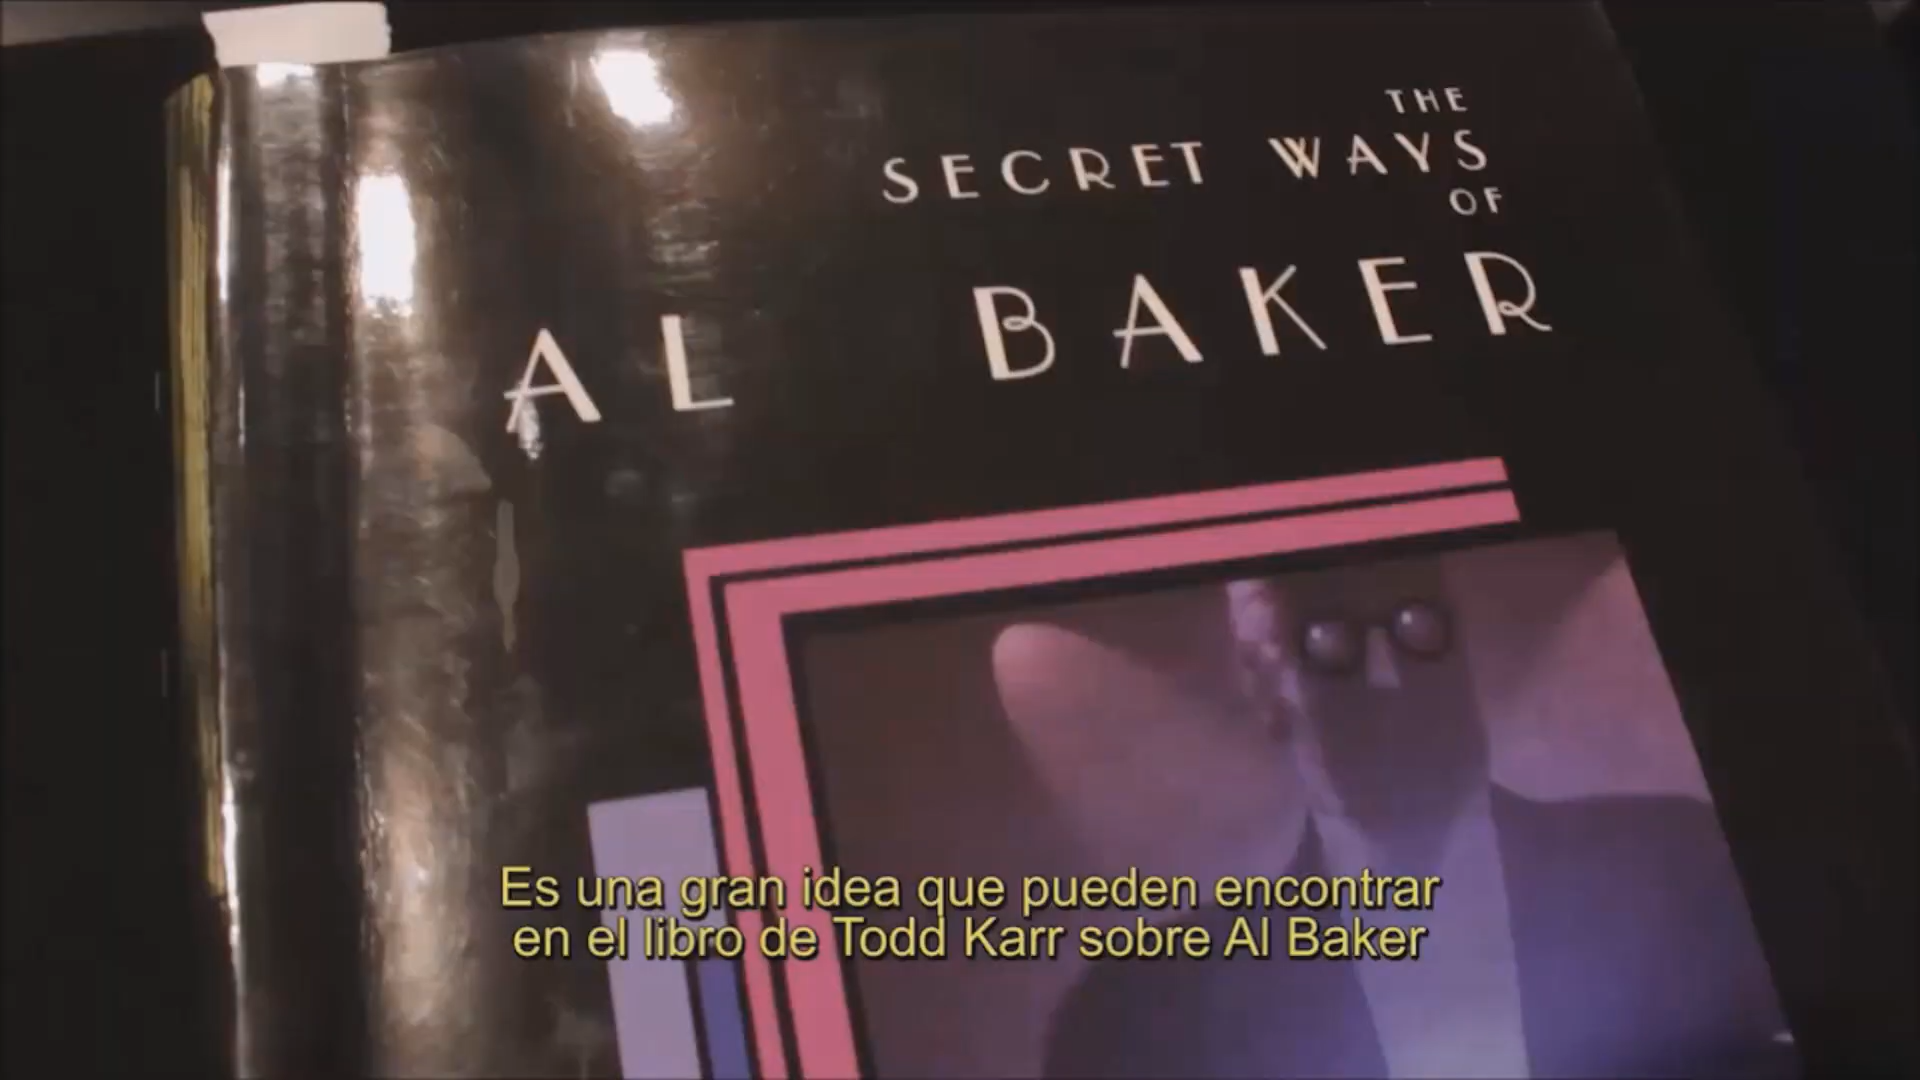 THE
SECRET WAYS
OF
AL BAKER
Es una gran idea que pueden encontrar
en el libro de Todd Karr sobre Al Baker